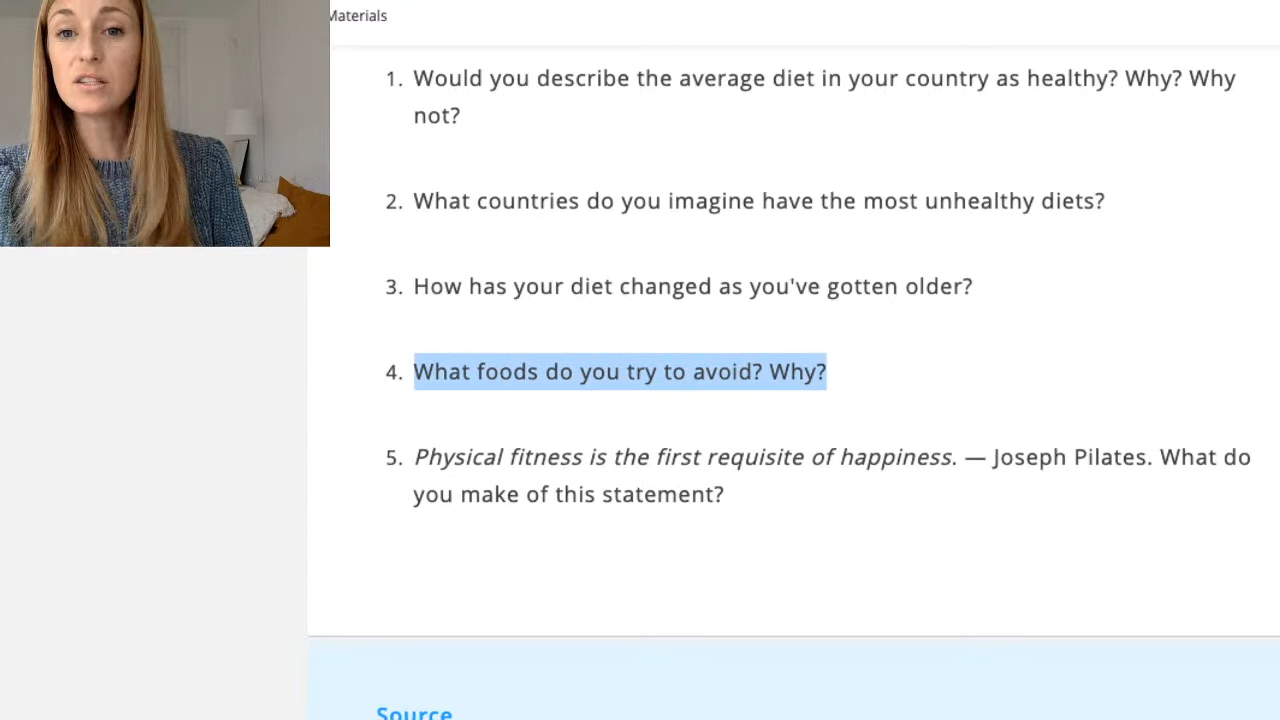 Materials
1. Would you describe the average diet in your country as healthy? Why? Why
not?
2. What countries do you imagine have the most unhealthy diets?
3. How has your diet changed as you've gotten older?
4. What foods do you try to avoid? Why?
5. Physical fitness is the first requisite of happiness. — Joseph Pilates. What do
you make of this statement?
Source